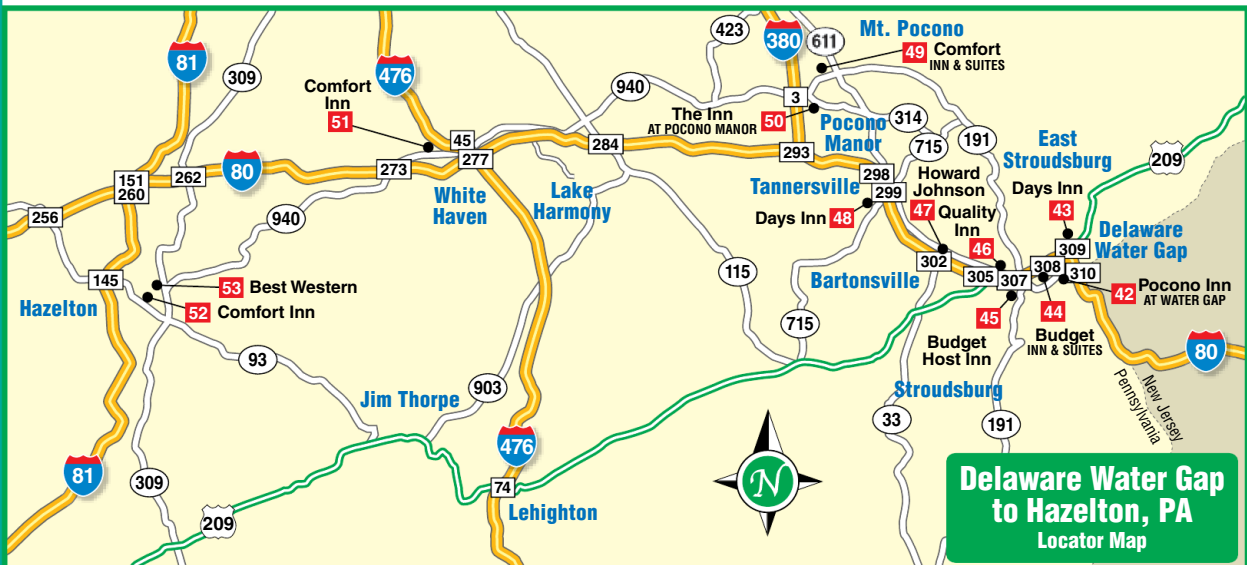 81
309
476
423
380
611
Mt. Pocono
49 Comfort
INN & SUITES
Comfort
Inn
51
940
3
The Inn
AT POCONO MANOR
50
Pocono
Manor
314
715
191
East
Stroudsburg
209
45
277
284
293
298
299
151
260
262
80
273
256
940
White
Haven
Lake
Harmony
Tannersville
Days Inn 48
Howard
Johnson
47
Quality
Inn
46
Days Inn
43
Delaware
Water Gap
309
308
310
302
305
307
Bartonsville
115
145
Hazelton
53 Best Western
52 Comfort Inn
42 Pocono Inn
AT WATER GAP
45
Budget
Host Inn
44
Budget
INN & SUITES
715
80
93
Jim Thorpe
903
Stroudsburg
33
191
New Jersey
Pennsylvania
476
81
309
74
Lehighton
209
N
Delaware Water Gap
to Hazelton, PA
Locator Map